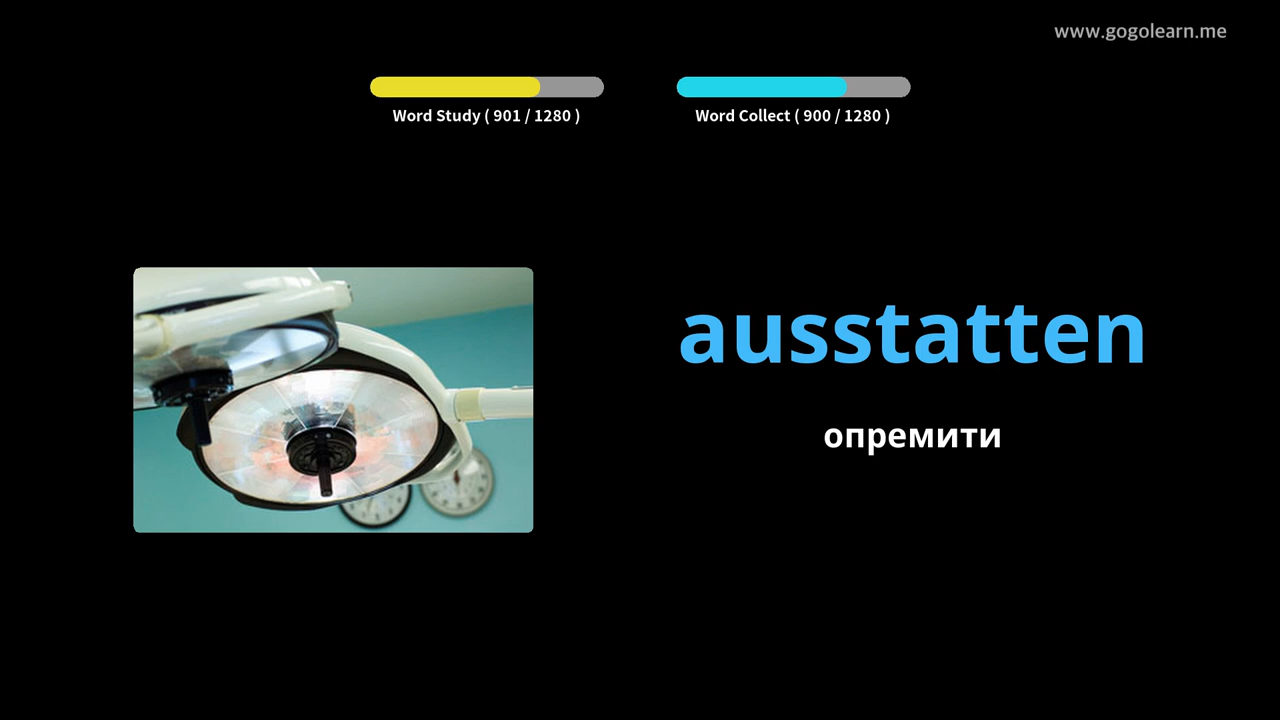 www.gogolearn.me
Word Study ( 901 / 1280 )
Word Collect ( 900 / 1280 )
ausstatten
опремити